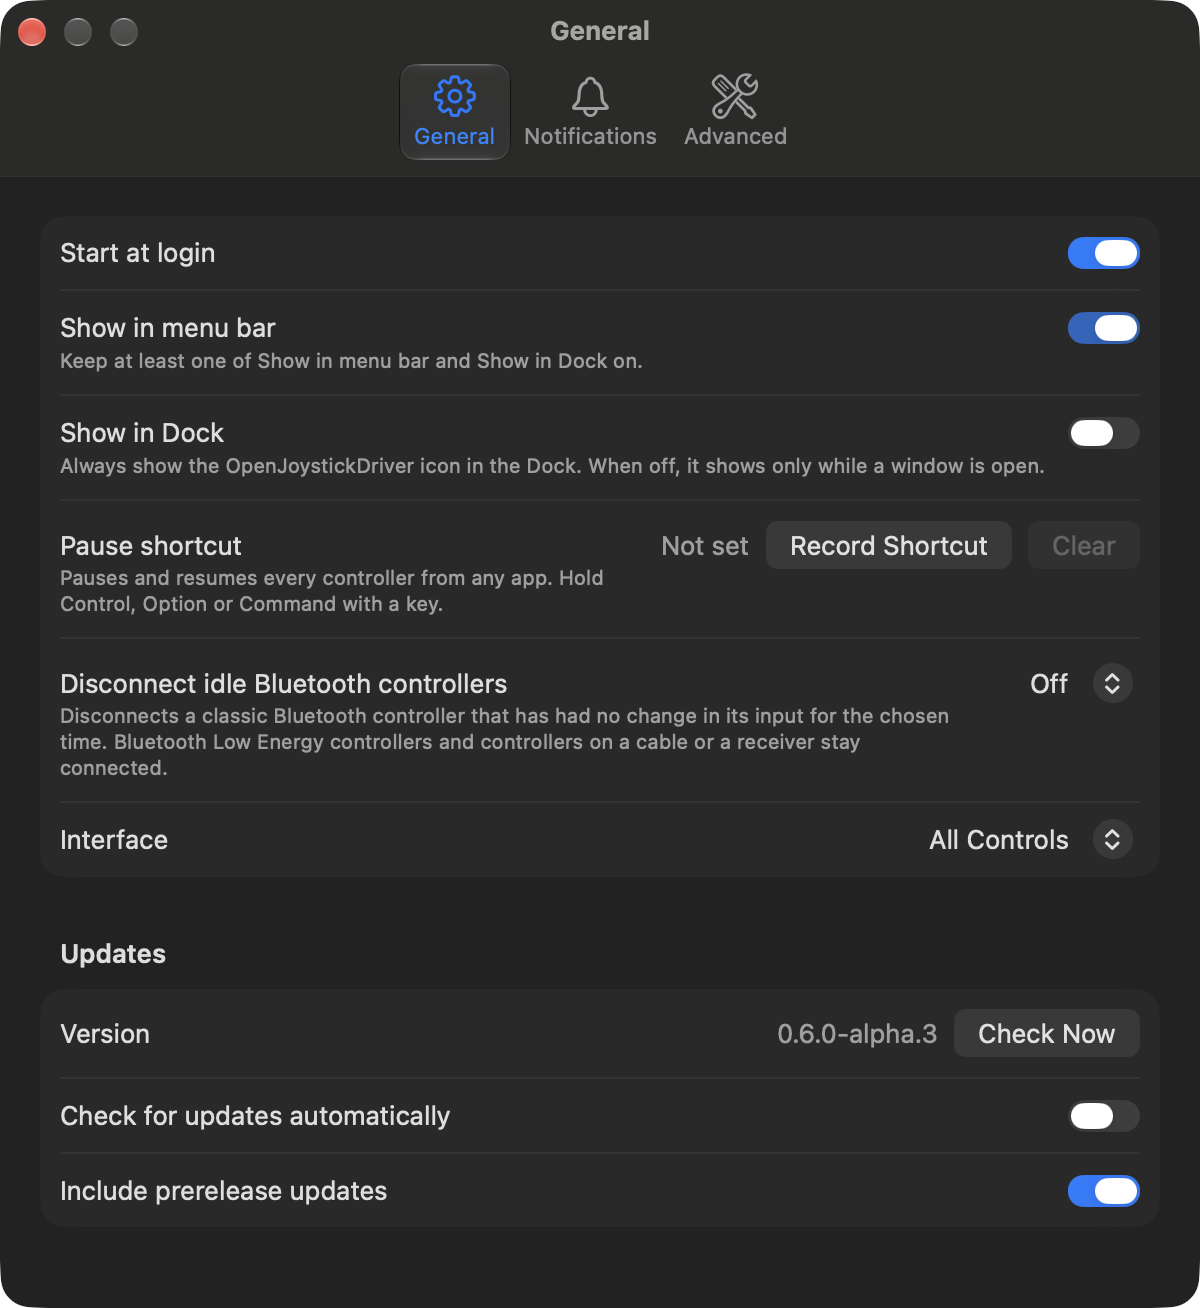 General
General
Notifications
Advanced
Start at login
Show in menu bar
Keep at least one of Show in menu bar and Show in Dock on.
Show in Dock
Always show the OpenJoystickDriver icon in the Dock. When off, it shows only while a window is open.
Pause shortcut
Not set
Record Shortcut
Clear
Pauses and resumes every controller from any app. Hold
Control, Option or Command with a key.
Disconnect idle Bluetooth controllers
Off
Disconnects a classic Bluetooth controller that has had no change in its input for the chosen
time. Bluetooth Low Energy controllers and controllers on a cable or a receiver stay
connected.
Interface
All Controls
Updates
Version
0.6.0-alpha.3
Check Now
Check for updates automatically
Include prerelease updates